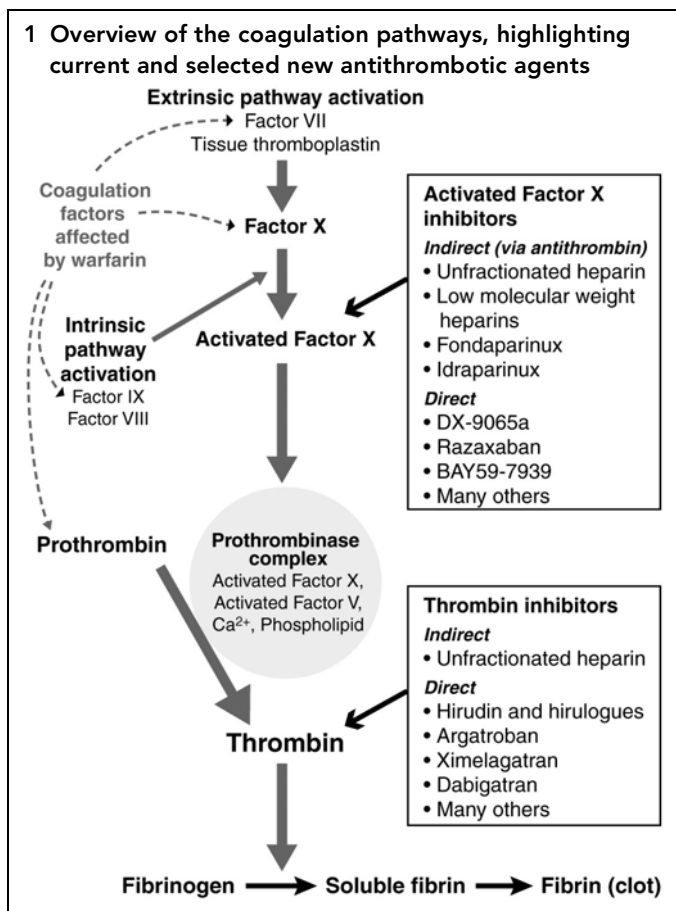 1 Overview of the coagulation pathways, highlighting
current and selected new antithrombotic agents
Extrinsic pathway activation
Factor VII
Tissue thromboplastin
Coagulation
factors
affected
by warfarin
Factor X
Intrinsic
pathway
activation
Factor IX
Factor VIII
Activated Factor X
Activated Factor X
inhibitors
Indirect (via antithrombin)
• Unfractionated heparin
• Low molecular weight
heparins
• Fondaparinux
• Idraparinux
Direct
• DX-9065a
• Razaxaban
• BAY59-7939
• Many others
Prothrombin
Prothrombinase
complex
Activated Factor X,
Activated Factor V,
Ca²⁺, Phospholipid
Thrombin inhibitors
Indirect
• Unfractionated heparin
Direct
• Hirudin and hirulogues
• Argatroban
• Ximelagatran
• Dabigatran
• Many others
Thrombin
Fibrinogen Soluble fibrin Fibrin (clot)